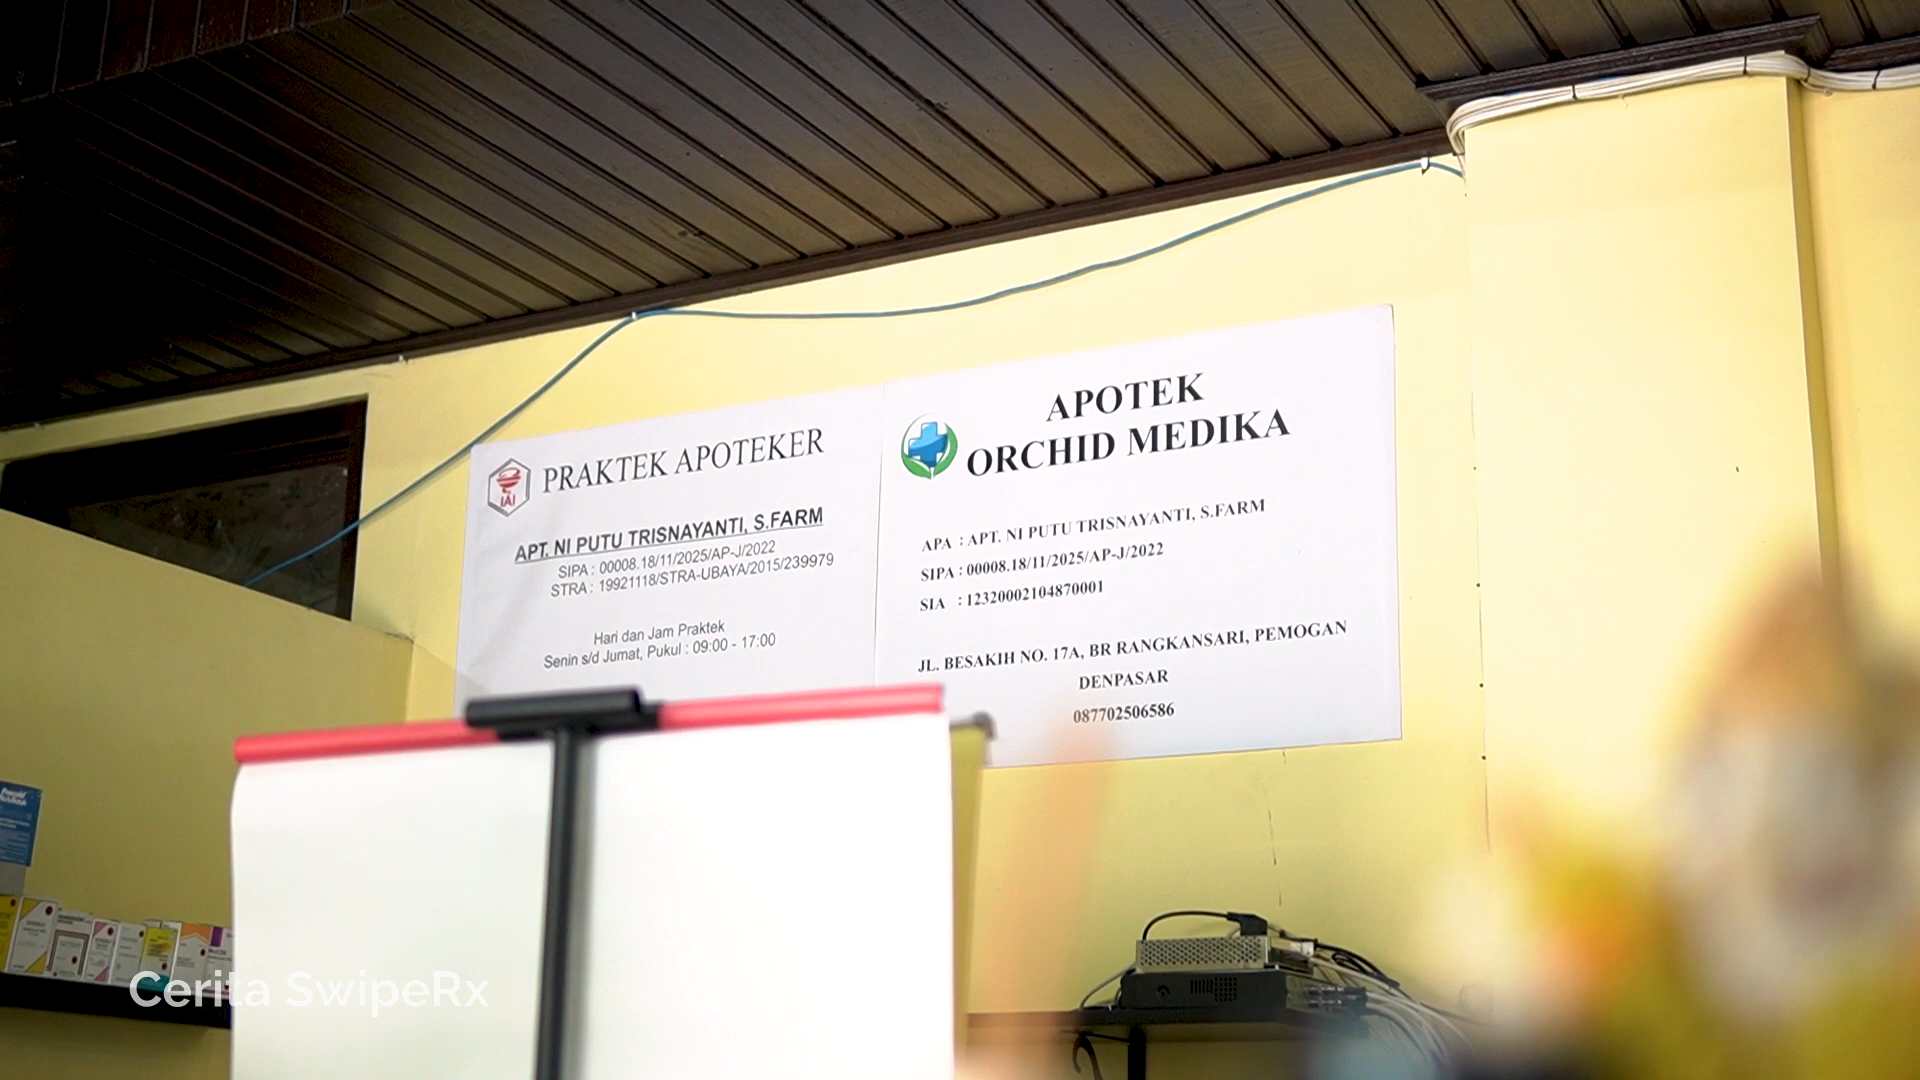 PRAKTEK APOTEKER
IAI
APT. NI PUTU TRISNAYANTI, S.FARM
SIPA : 00008.18/11/2025/AP-J/2022
STRA : 19921118/STRA-UBAYA/2015/239979
Hari dan Jam Praktek
Senin s/d Jumat, Pukul : 09:00 - 17:00
APOTEK
ORCHID MEDIKA
APA : APT. NI PUTU TRISNAYANTI, S.FARM
SIPA : 00008.18/11/2025/AP-J/2022
SIA : 12320002104870001
JL. BESAKIH NO. 17A, BR RANGKANSARI, PEMOGAN
DENPASAR
087702506586
Cerita SwipeRx